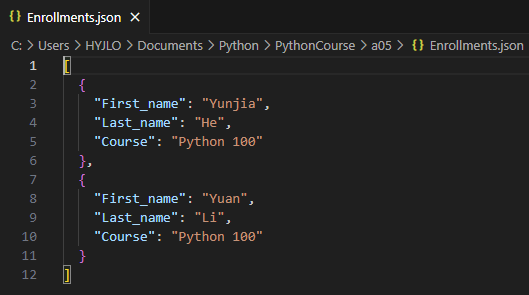 {} Enrollments.json ×
C: > Users > HYJLO > Documents > Python > PythonCourse > a05 > {} Enrollments.json
1 [
2 {
3 "First_name": "Yunjia",
4 "Last_name": "He",
5 "Course": "Python 100"
6 },
7 {
8 "First_name": "Yuan",
9 "Last_name": "Li",
10 "Course": "Python 100"
11 }
12 ]